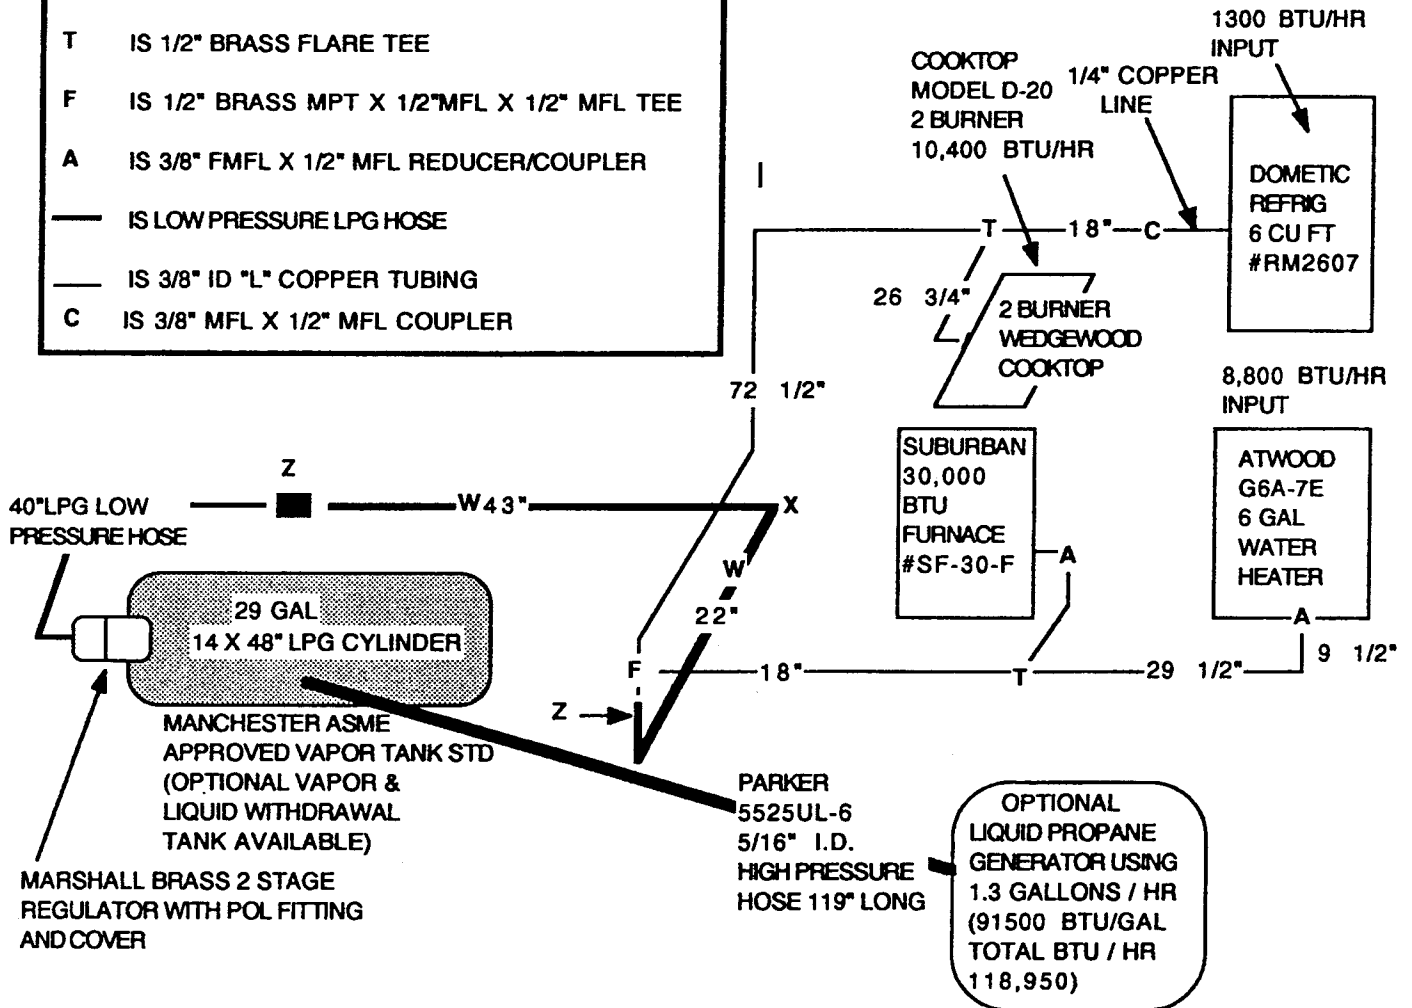 T IS 1/2" BRASS FLARE TEE
F IS 1/2" BRASS MPT X 1/2"MFL X 1/2" MFL TEE
A IS 3/8" FMFL X 1/2" MFL REDUCER/COUPLER
IS LOW PRESSURE LPG HOSE
IS 3/8" ID "L" COPPER TUBING
C IS 3/8" MFL X 1/2" MFL COUPLER
1300 BTU/HR
INPUT
COOKTOP
MODEL D-20
2 BURNER
10,400 BTU/HR
1/4" COPPER
LINE
DOMETIC
REFRIG
6 CU FT
#RM2607
T
18"
C
26 3/4"
2 BURNER
WEDGEWOOD
COOKTOP
72 1/2"
8,800 BTU/HR
INPUT
SUBURBAN
30,000
BTU
FURNACE
#SF-30-F
A
ATWOOD
G6A-7E
6 GAL
WATER
HEATER
A
9 1/2"
Z
40"LPG LOW
PRESSURE HOSE
W43"
X
W
22"
29 GAL
14 X 48" LPG CYLINDER
F
18"
T
29 1/2"
Z
MANCHESTER ASME
APPROVED VAPOR TANK STD
(OPTIONAL VAPOR &
LIQUID WITHDRAWAL
TANK AVAILABLE)
MARSHALL BRASS 2 STAGE
REGULATOR WITH POL FITTING
AND COVER
PARKER
5525UL-6
5/16" I.D.
HIGH PRESSURE
HOSE 119" LONG
OPTIONAL
LIQUID PROPANE
GENERATOR USING
1.3 GALLONS / HR
(91500 BTU/GAL
TOTAL BTU / HR
118,950)